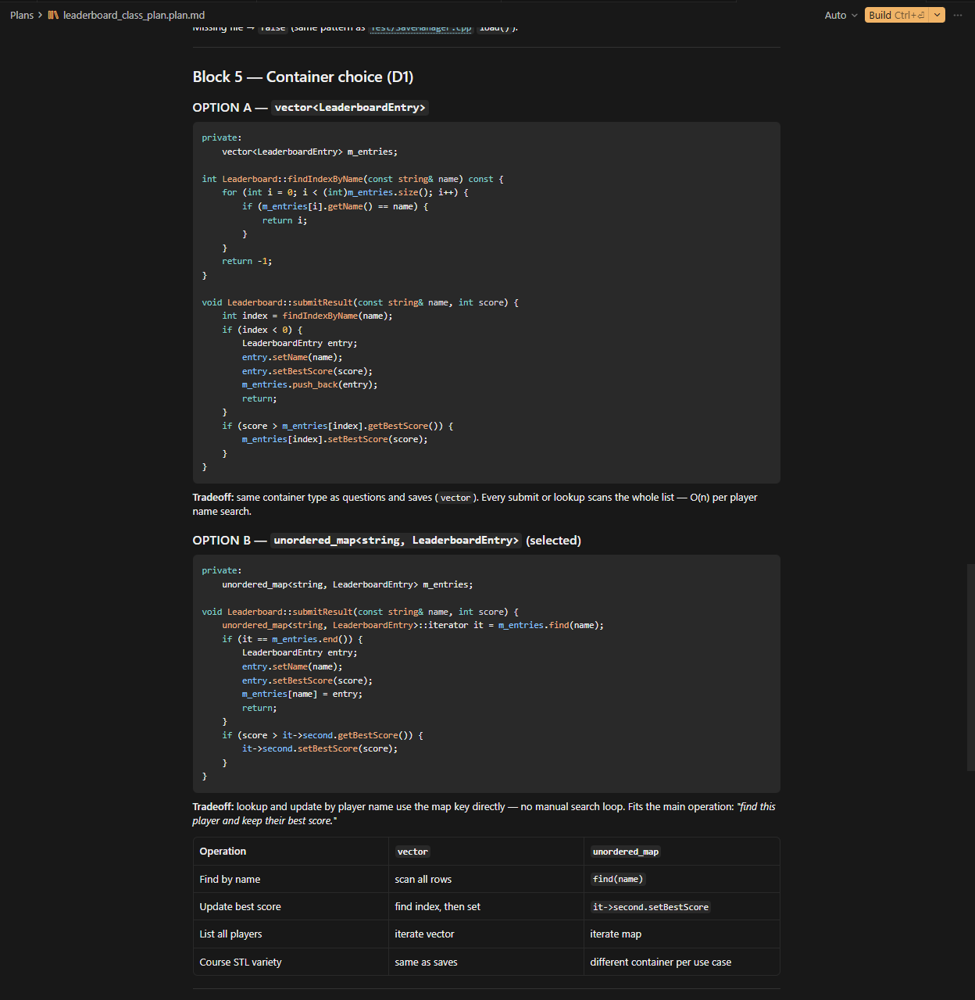 Plans > leaderboard_class_plan.plan.md
Auto
Build Ctrl+⏎
Missing file → false (same pattern as Test/SaveManager.cpp load()).
Block 5 — Container choice (D1)
OPTION A — vector<LeaderboardEntry>
private:
    vector<LeaderboardEntry> m_entries;
int Leaderboard::findIndexByName(const string& name) const {
    for (int i = 0; i < (int)m_entries.size(); i++) {
        if (m_entries[i].getName() == name) {
            return i;
        }
    }
    return -1;
}
void Leaderboard::submitResult(const string& name, int score) {
    int index = findIndexByName(name);
    if (index < 0) {
        LeaderboardEntry entry;
        entry.setName(name);
        entry.setBestScore(score);
        m_entries.push_back(entry);
        return;
    }
    if (score > m_entries[index].getBestScore()) {
        m_entries[index].setBestScore(score);
    }
}
Tradeoff: same container type as questions and saves (vector). Every submit or lookup scans the whole list — O(n) per player
name search.
OPTION B — unordered_map<string, LeaderboardEntry> (selected)
private:
    unordered_map<string, LeaderboardEntry> m_entries;
void Leaderboard::submitResult(const string& name, int score) {
    unordered_map<string, LeaderboardEntry>::iterator it = m_entries.find(name);
    if (it == m_entries.end()) {
        LeaderboardEntry entry;
        entry.setName(name);
        entry.setBestScore(score);
        m_entries[name] = entry;
        return;
    }
    if (score > it->second.getBestScore()) {
        it->second.setBestScore(score);
    }
}
Tradeoff: lookup and update by player name use the map key directly — no manual search loop. Fits the main operation: "find this
player and keep their best score."
Operation vector unordered_map
Find by name scan all rows find(name)
Update best score find index, then set it->second.setBestScore
List all players iterate vector iterate map
Course STL variety same as saves different container per use case